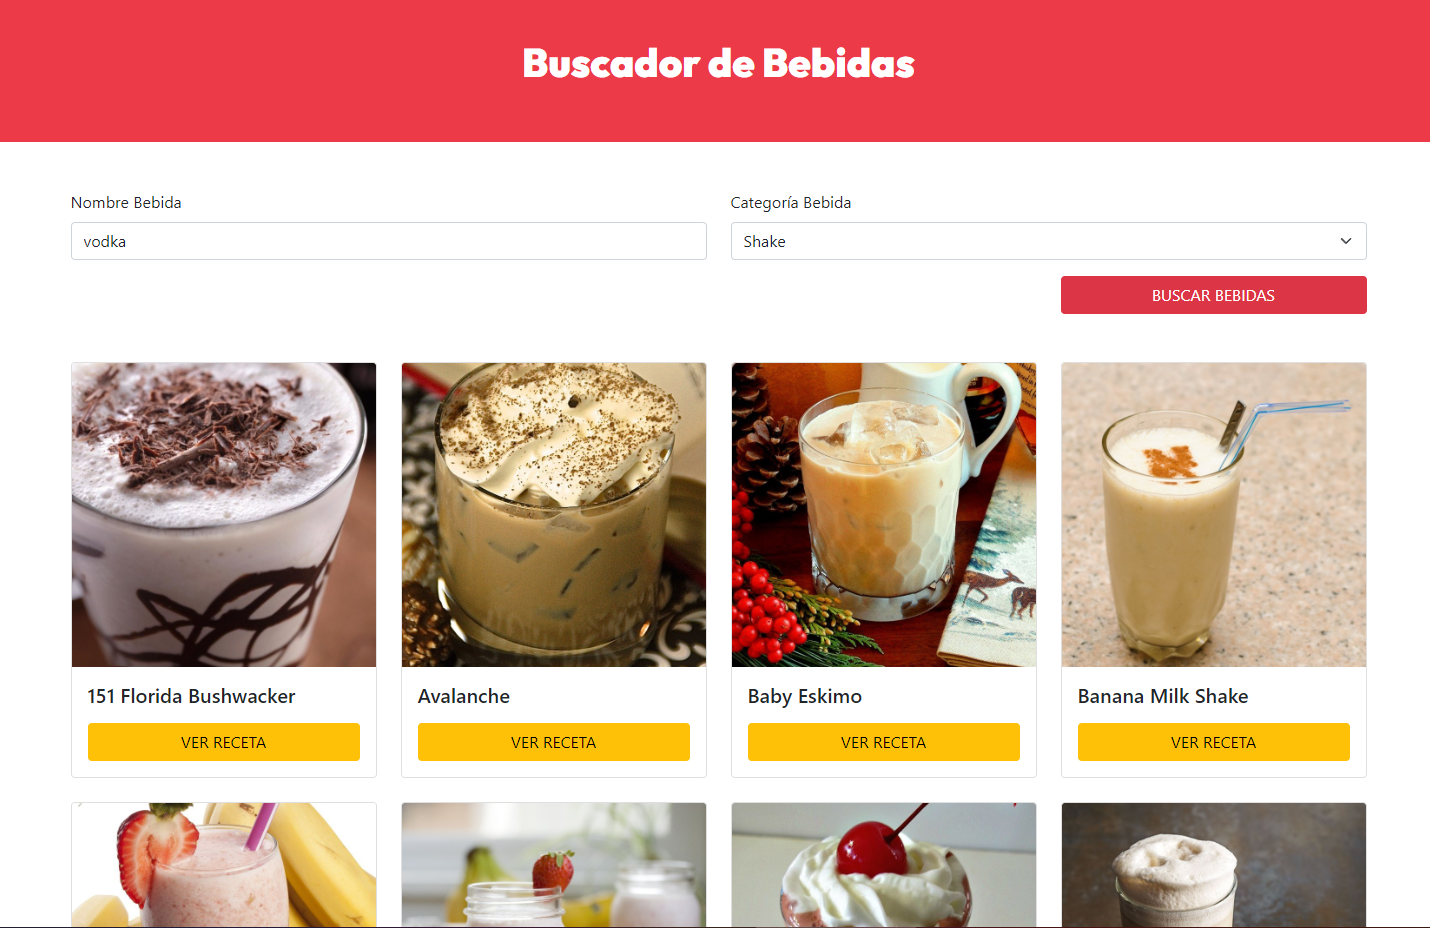 Buscador de Bebidas
Nombre Bebida
Categoría Bebida
vodka
Shake
BUSCAR BEBIDAS
151 Florida Bushwacker
Avalanche
Baby Eskimo
Banana Milk Shake
VER RECETA
VER RECETA
VER RECETA
VER RECETA